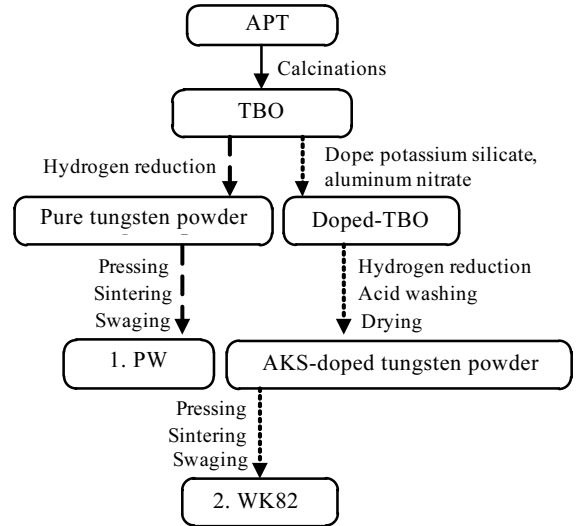 APT
Calcinations
TBO
Hydrogen reduction
Dope: potassium silicate,
aluminum nitrate
Pure tungsten powder
Doped-TBO
Pressing
Sintering
Swaging
Hydrogen reduction
Acid washing
Drying
1. PW
AKS-doped tungsten powder
Pressing
Sintering
Swaging
2. WK82